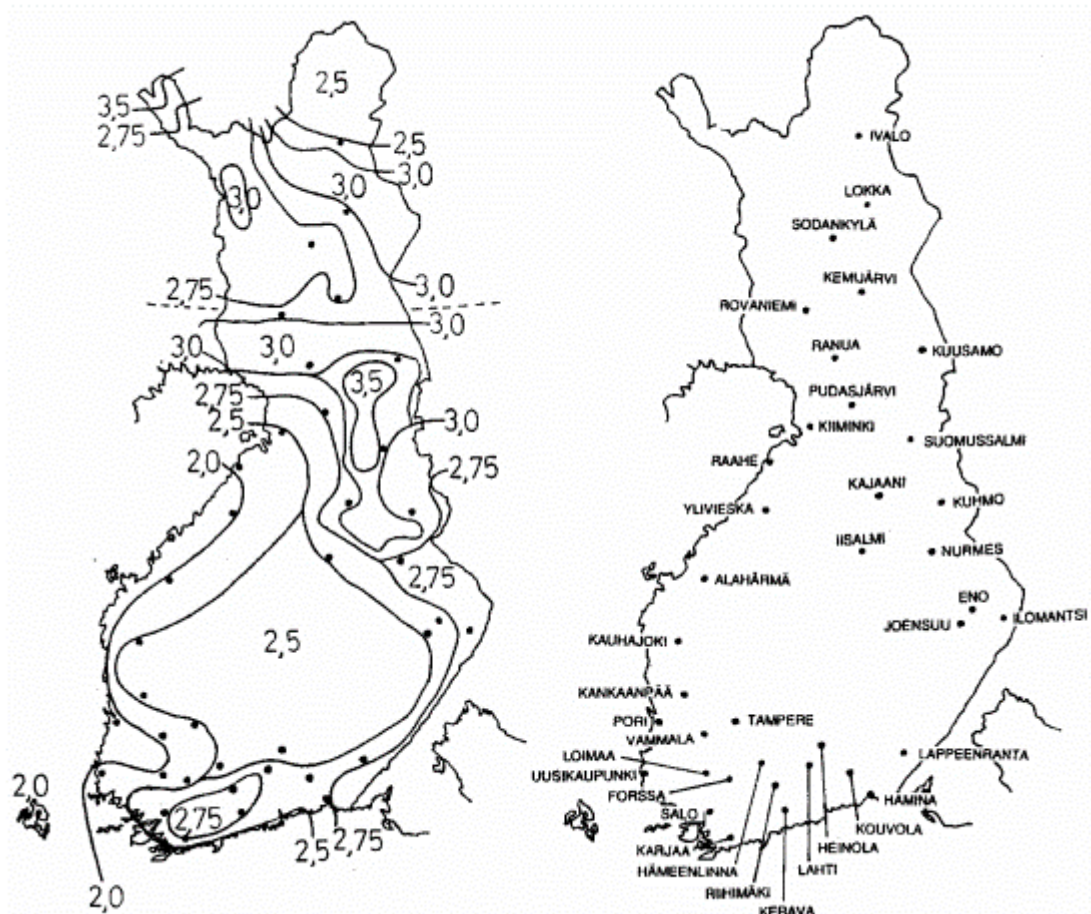 2,5
3,5
2,75
2,5
3,0
3,0
3,0
2,75
3,0
3,0
3,0
3,0
3,5
2,75
2,5
3,0
2,0
2,75
2,75
2,5
2,0
2,75
2,5
2,75
2,0
IVALO
LOKKA
SODANKYLÄ
KEMIJÄRVI
ROVANIEMI
RANUA
KUUSAMO
PUDASJÄRVI
KIIMINKI
SUOMUSSALMI
RAAHE
KAJAANI
KUHMO
YLIVIESKA
IISALMI
NURMES
ALAHÄRMÄ
ENO
ILOMANTSI
JOENSUU
KAUHAJOKI
KANKAANPÄÄ
PORI
TAMPERE
VAMMALA
LAPPEENRANTA
LOIMAA
UUSIKAUPUNKI
FORSSA
HAMINA
SALO
KOUVOLA
KARJAA
HEINOLA
HÄMEENLINNA
LAHTI
RIIHIMÄKI
KERAVA